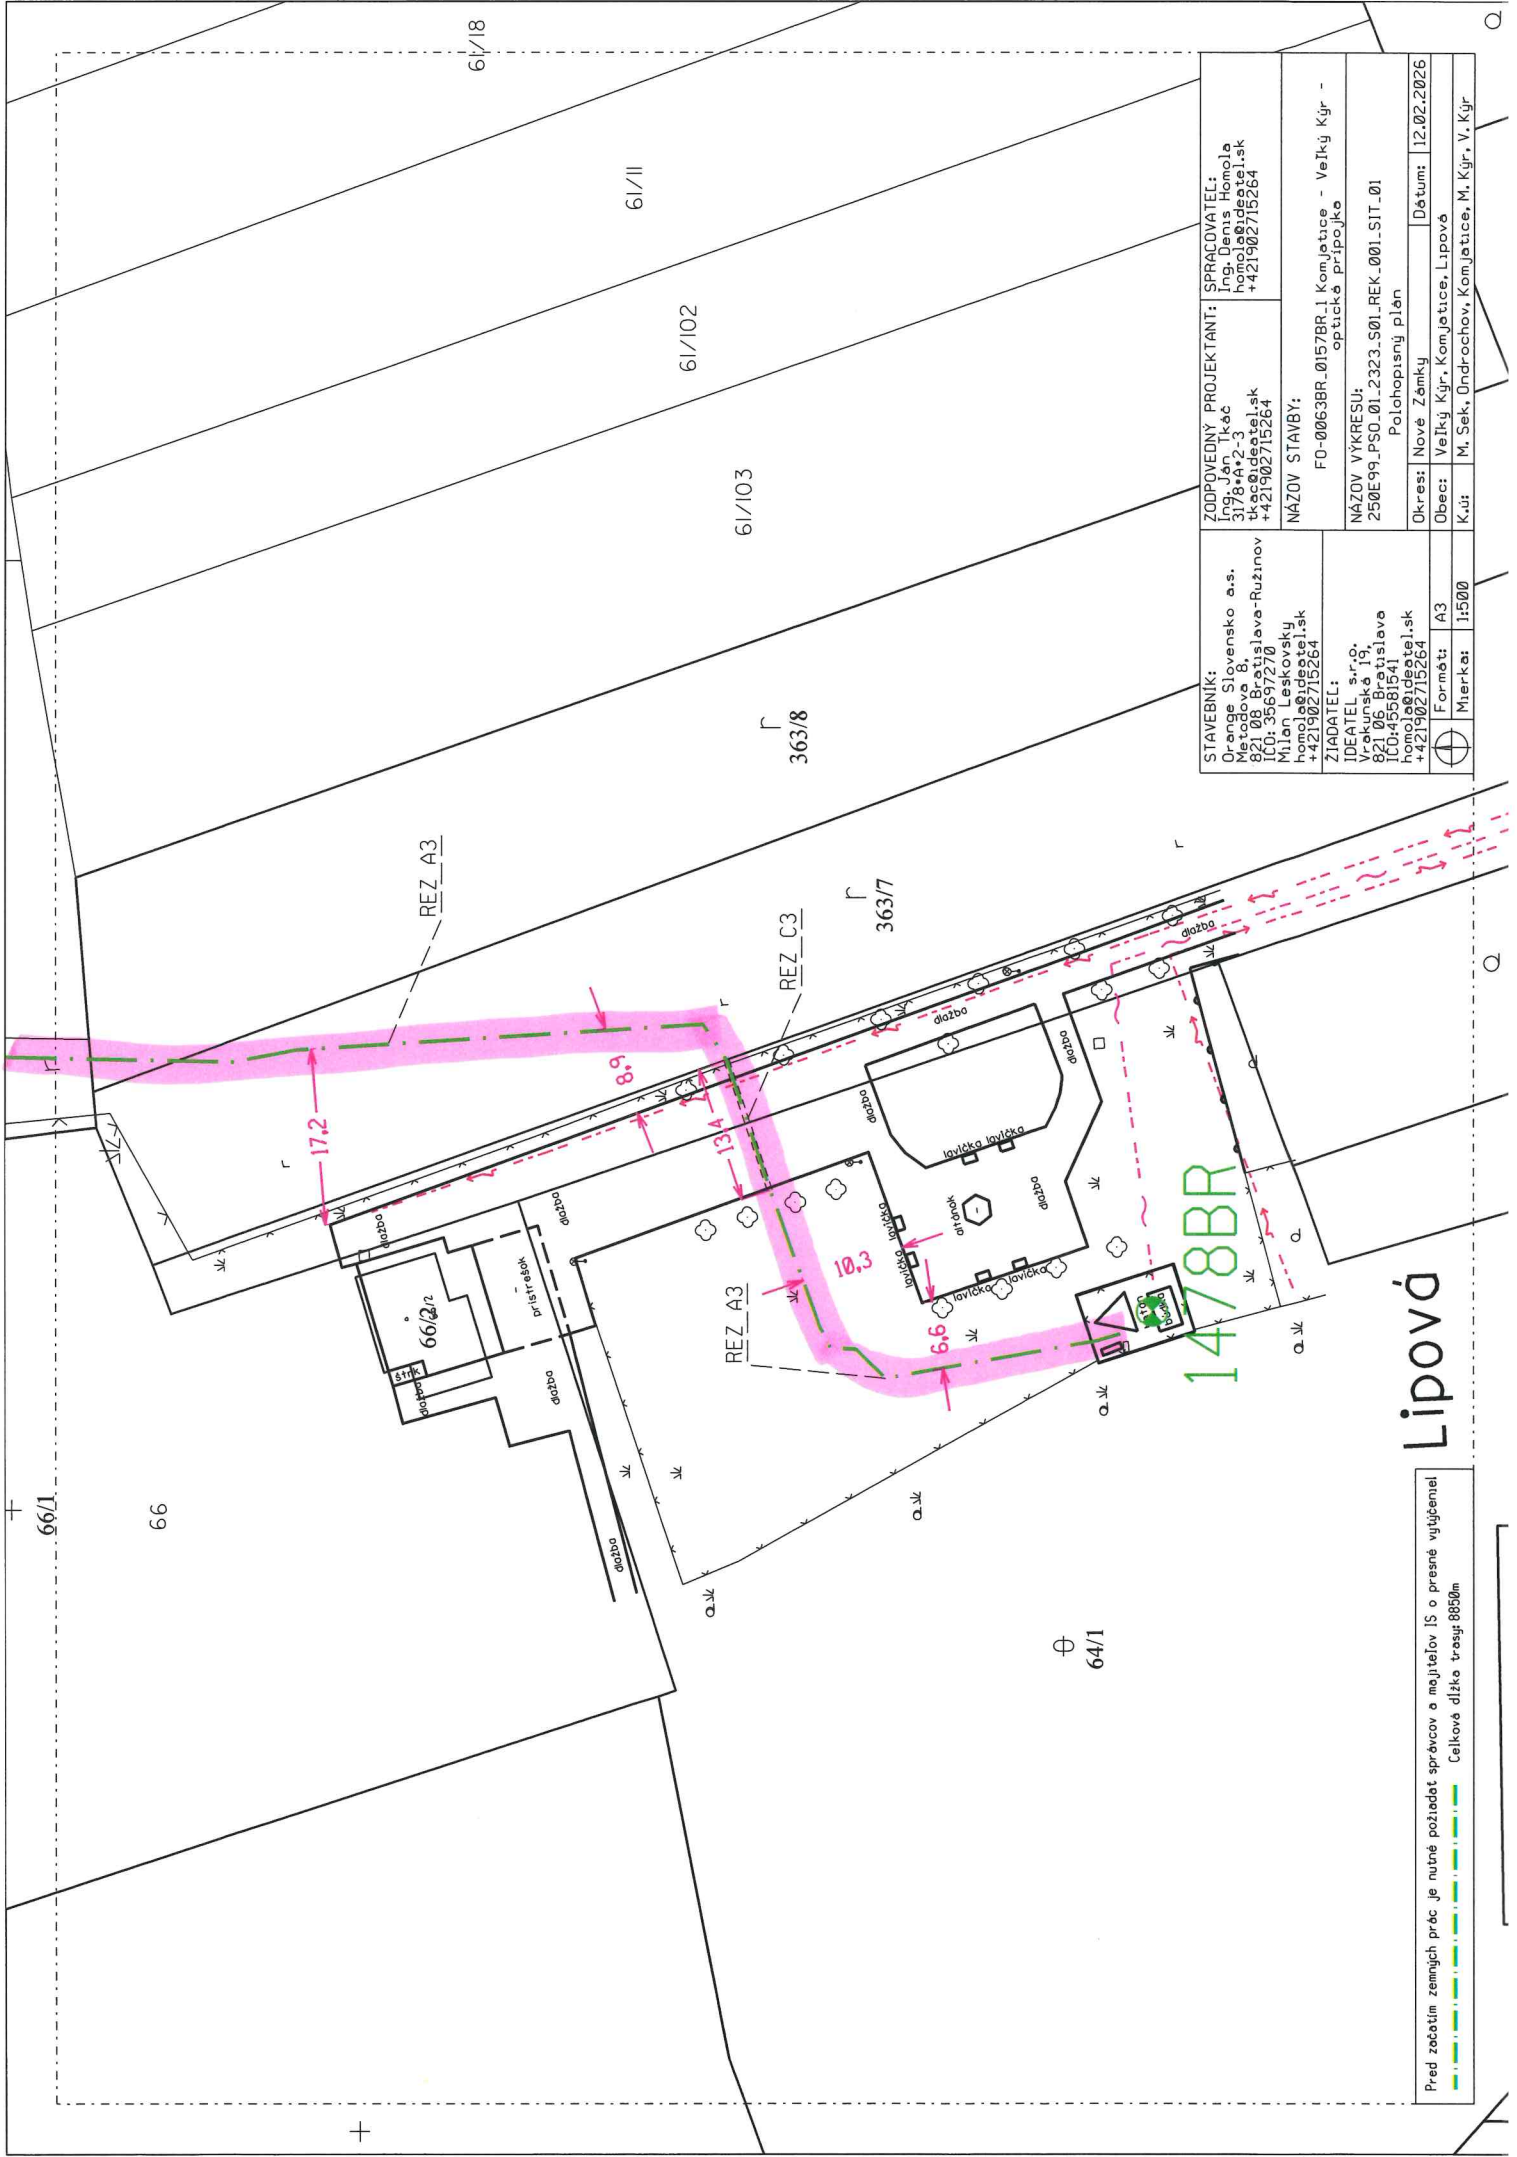 66/1
66
61/18
61/11
61/102
61/103
r
363/8
r
363/7
r
r
r
r
REZ_A3
REZ_C3
REZ_A3
17,2
8,9
13,4
10,3
6,6
dlažba
66/2
66/2
štrk
dlažba
prístrešok
dlažba
dlažba
dlažba
dlažba
dlažba
dlažba
dlažba
dlažba
lavička lavička
lavička
lavička
altánok
lavička
lavička
64/1
1478BR
Lipová
Pred začatím zemných prác je nutné požiadat správcov a majitelov IS o presné vytýčenie!
Celková dĺžka trasy: 8850m
STAVEBNÍK:
Orange Slovensko a.s.
Metodova 8,
821 08 Bratislava-Ružinov
IČO: 35697270
Milan Leskovsky
homola@ideatel.sk
+421902715264
ŽIADATEĽ:
IDEATEL s.r.o.
Vrakunská 19,
821 06 Bratislava
IČO:45581541
homola@ideatel.sk
+421902715264
Formát: A3
Mierka: 1:500
ZODPOVEDNÝ PROJEKTANT:
Ing. Ján Tkáč
3178*A*2-3
tkac@ideatel.sk
+421902715264
SPRACOVATEĽ:
Ing. Denis Homola
homola@ideatel.sk
+421902715264
NÁZOV STAVBY:
FO-0063BR_0157BR_1 Komjatice - Veľký Kýr -
optická prípojka
NÁZOV VÝKRESU:
250E99_PSO_01_2323_S01_REK_001_SIT_01
Polohopisný plán
Okres: Nové Zámky
Dátum: 12.02.2026
Obec: Veľký Kýr, Komjatice, Lipová
K.ú: M. Sek, Ondrochov, Komjatice, M. Kýr, V. Kýr